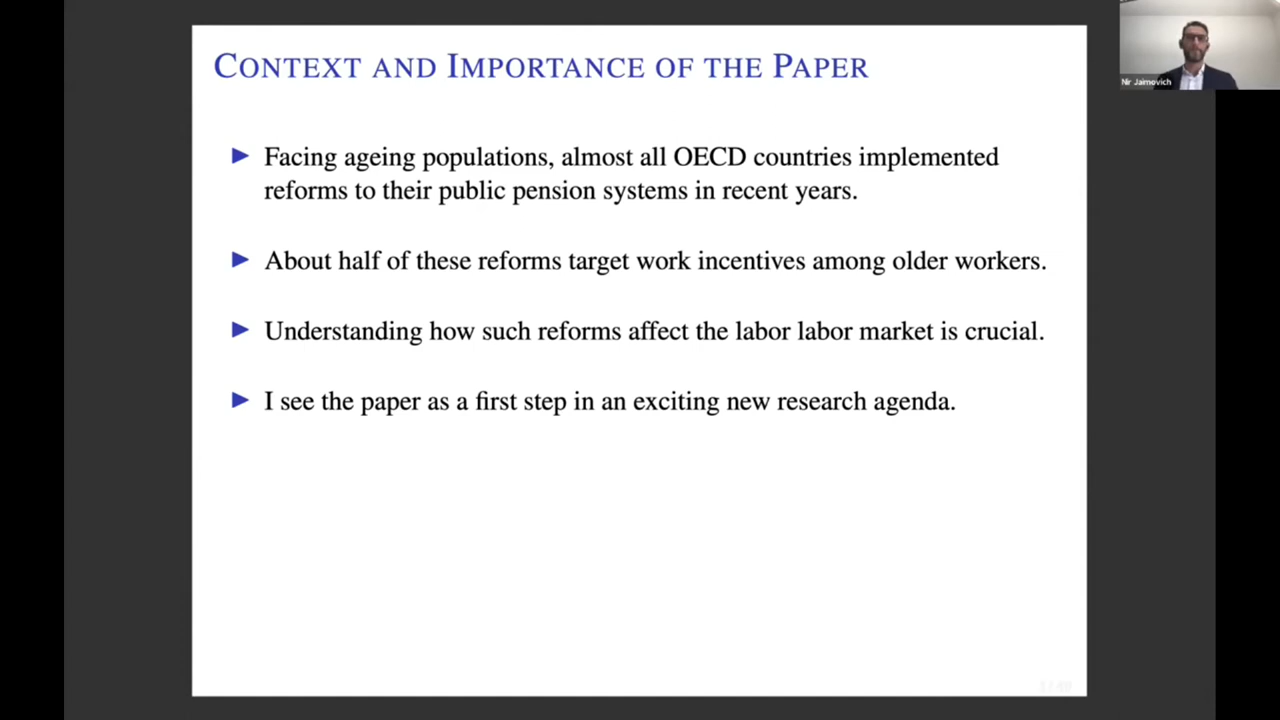 CONTEXT AND IMPORTANCE OF THE PAPER
Nir Jaimovich
Facing ageing populations, almost all OECD countries implemented
reforms to their public pension systems in recent years.
About half of these reforms target work incentives among older workers.
Understanding how such reforms affect the labor labor market is crucial.
I see the paper as a first step in an exciting new research agenda.